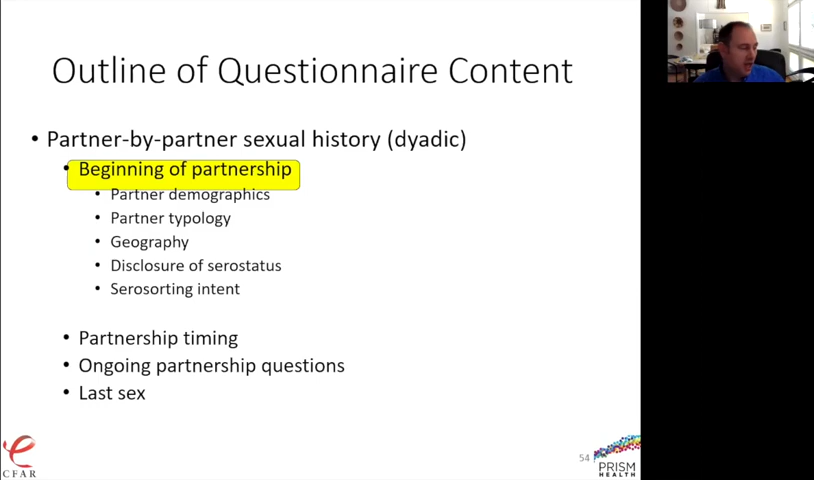 Outline of Questionnaire Content
• Partner-by-partner sexual history (dyadic)
• Beginning of partnership
• Partner demographics
• Partner typology
• Geography
• Disclosure of serostatus
• Serosorting intent
• Partnership timing
• Ongoing partnership questions
• Last sex
CFAR
54
PRISM
HEALTH